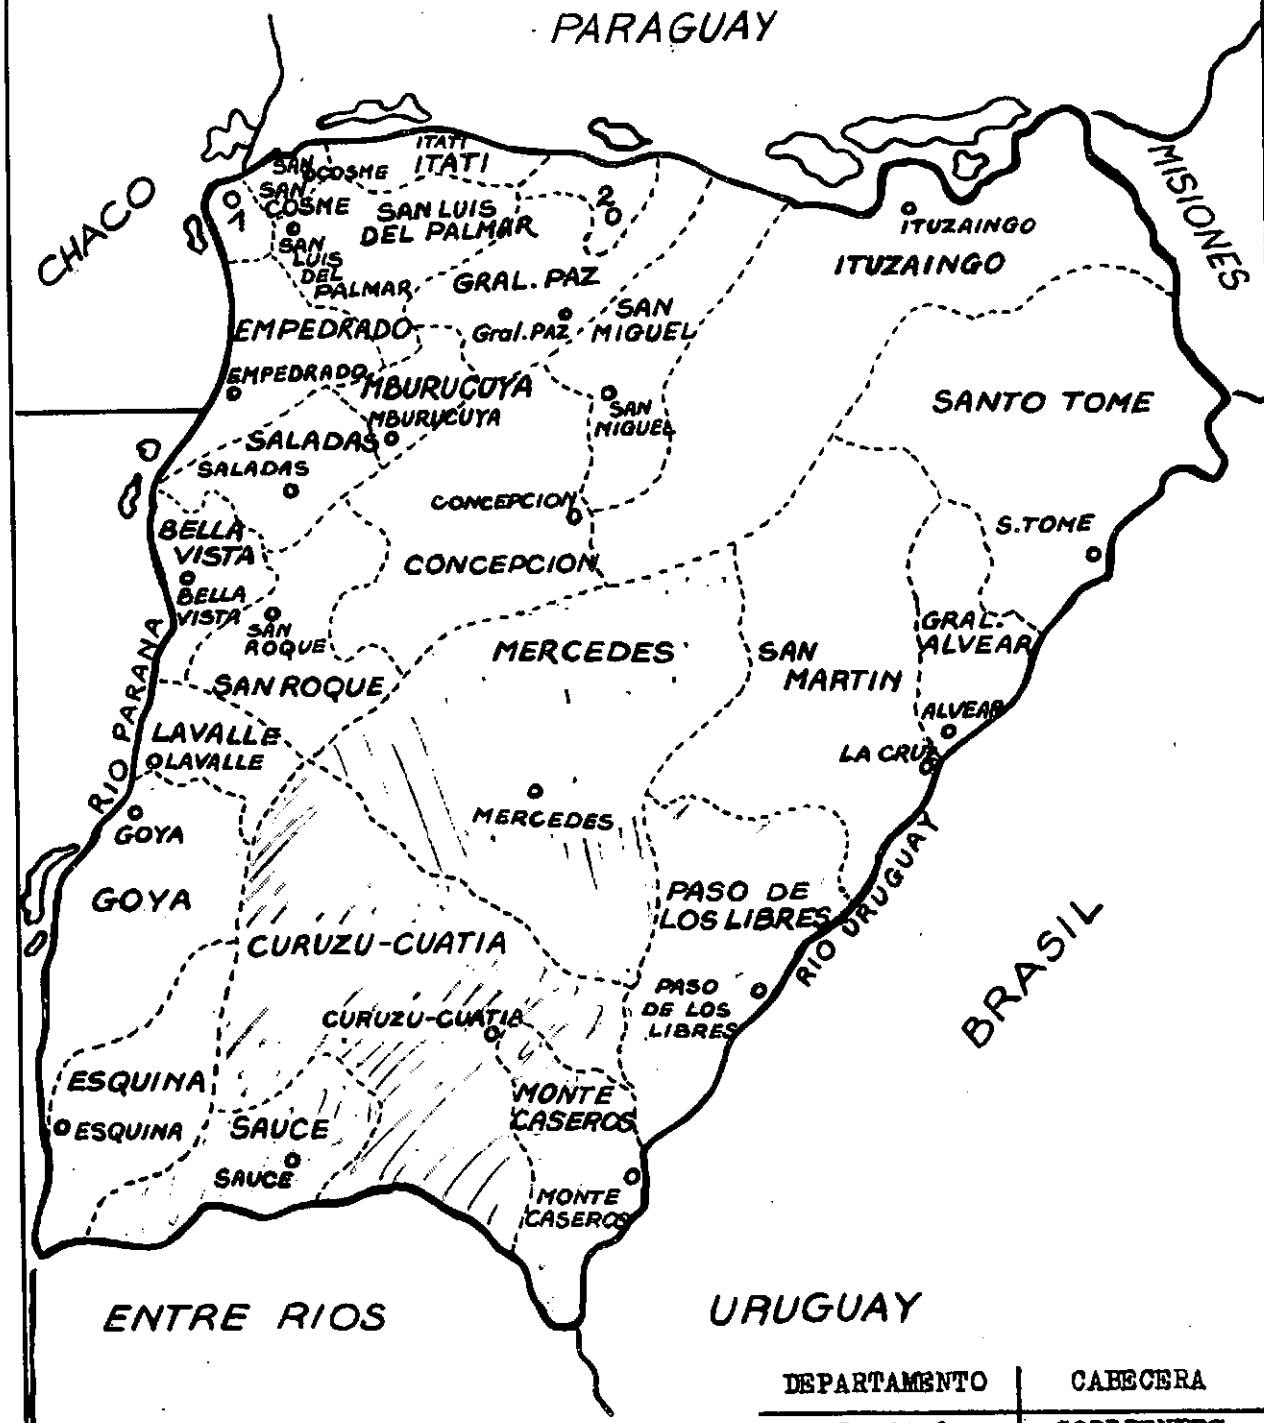 PARAGUAY
CHACO
MISIONES
ITATI
ITATI
SAN
COSME
SAN
COSME
1
SAN LUIS
DEL PALMAR
2
SAN
LUIS
DEL
PALMAR
GRAL. PAZ
Gral. PAZ
SAN
MIGUEL
SAN
MIGUEL
ITUZAINGO
ITUZAINGO
EMPEDRADO
EMPEDRADO
MBURUCUYA
MBURUCUYA
SANTO TOME
S. TOME
SALADAS
SALADAS
CONCEPCION
CONCEPCION
BELLA
VISTA
BELLA
VISTA
SAN
ROQUE
SAN ROQUE
MERCEDES
MERCEDES
SAN
MARTIN
GRAL.
ALVEAR
ALVEAR
LA CRUZ
RIO PARANA
LAVALLE
LAVALLE
GOYA
GOYA
CURUZU-CUATIA
CURUZU-CUATIA
PASO DE
LOS LIBRES
PASO
DE LOS
LIBRES
RIO URUGUAY
BRASIL
ESQUINA
ESQUINA
SAUCE
SAUCE
MONTE
CASEROS
MONTE
CASEROS
ENTRE RIOS
URUGUAY
DEPARTAMENTO CABECERA